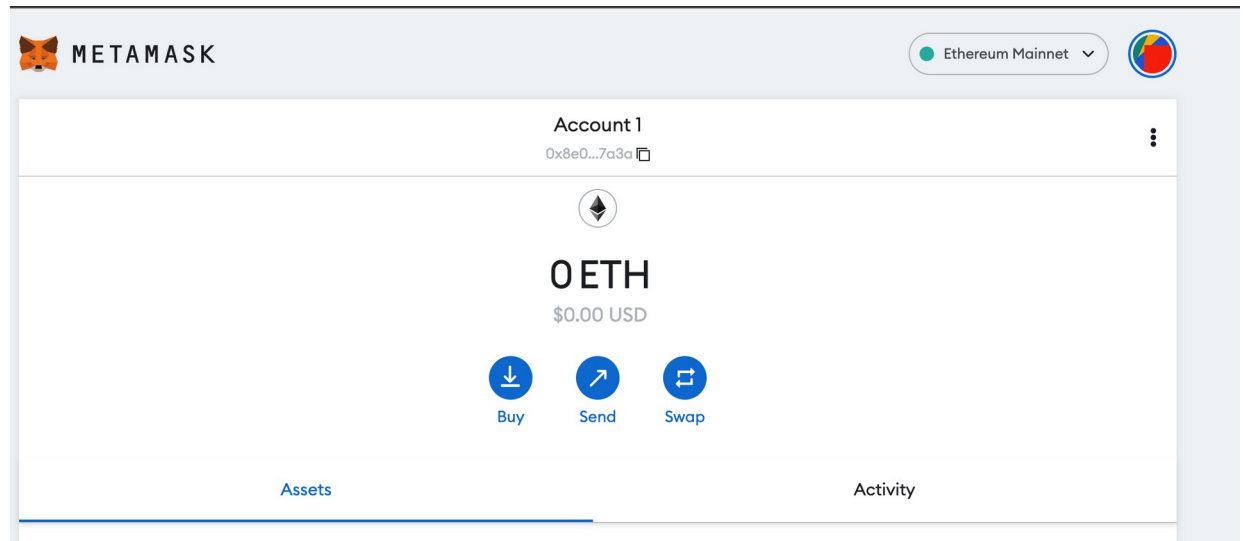 METAMASK
Ethereum Mainnet
Account 1
0x8e0...7a3a
0 ETH
$0.00 USD
Buy Send Swap
Assets Activity